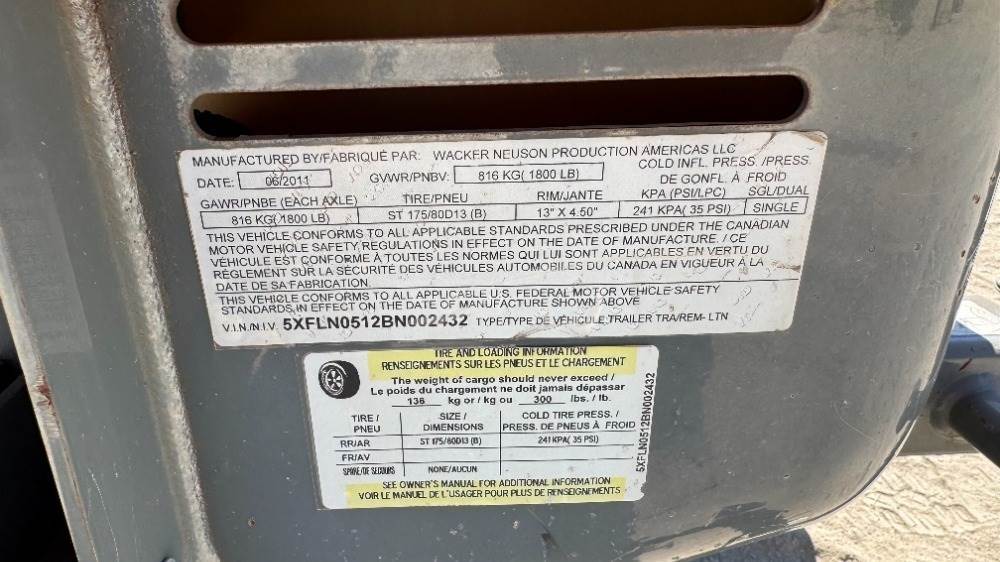 MANUFACTURED BY/FABRIQUÉ PAR: WACKER NEUSON PRODUCTION AMERICAS LLC
DATE: 06/2011 GVWR/PNBV: 816 KG( 1800 LB) COLD INFL. PRESS. /PRESS. DE GONFL. À FROID
GAWR/PNBE (EACH AXLE) TIRE/PNEU RIM/JANTE KPA (PSI/LPC) SGL/DUAL
816 KG( 1800 LB) ST 175/80D13 (B) 13" X 4.50" 241 KPA( 35 PSI) SINGLE
THIS VEHICLE CONFORMS TO ALL APPLICABLE STANDARDS PRESCRIBED UNDER THE CANADIAN
MOTOR VEHICLE SAFETY REGULATIONS IN EFFECT ON THE DATE OF MANUFACTURE. / CE
VÉHICULE EST CONFORME À TOUTES LES NORMES QUI LUI SONT APPLICABLES EN VERTU DU
RÈGLEMENT SUR LA SÉCURITÉ DES VÉHICULES AUTOMOBILES DU CANADA EN VIGUEUR À LA
DATE DE SA FABRICATION
THIS VEHICLE CONFORMS TO ALL APPLICABLE U.S. FEDERAL MOTOR VEHICLE SAFETY
STANDARDS IN EFFECT ON THE DATE OF MANUFACTURE SHOWN ABOVE
V.I.N./N.I.V. 5XFLN0512BN002432 TYPE/TYPE DE VÉHICULE: TRAILER TRA/REM- LTN
TIRE AND LOADING INFORMATION
RENSEIGNEMENTS SUR LES PNEUS ET LE CHARGEMENT
The weight of cargo should never exceed /
Le poids du chargement ne doit jamais dépassar
136 kg or / kg ou 300 lbs. / lb.
TIRE / PNEU SIZE / DIMENSIONS COLD TIRE PRESS. / PRESS. DE PNEUS À FROID
RR/AR ST 175/80D13 (B) 241 KPA( 35 PSI)
FR/AV
SPARE/DE SECOURS NONE/AUCUN
SEE OWNER'S MANUAL FOR ADDITIONAL INFORMATION
VOIR LE MANUEL DE L'USAGER POUR PLUS DE RENSEIGNEMENTS
5XFLN0512BN002432